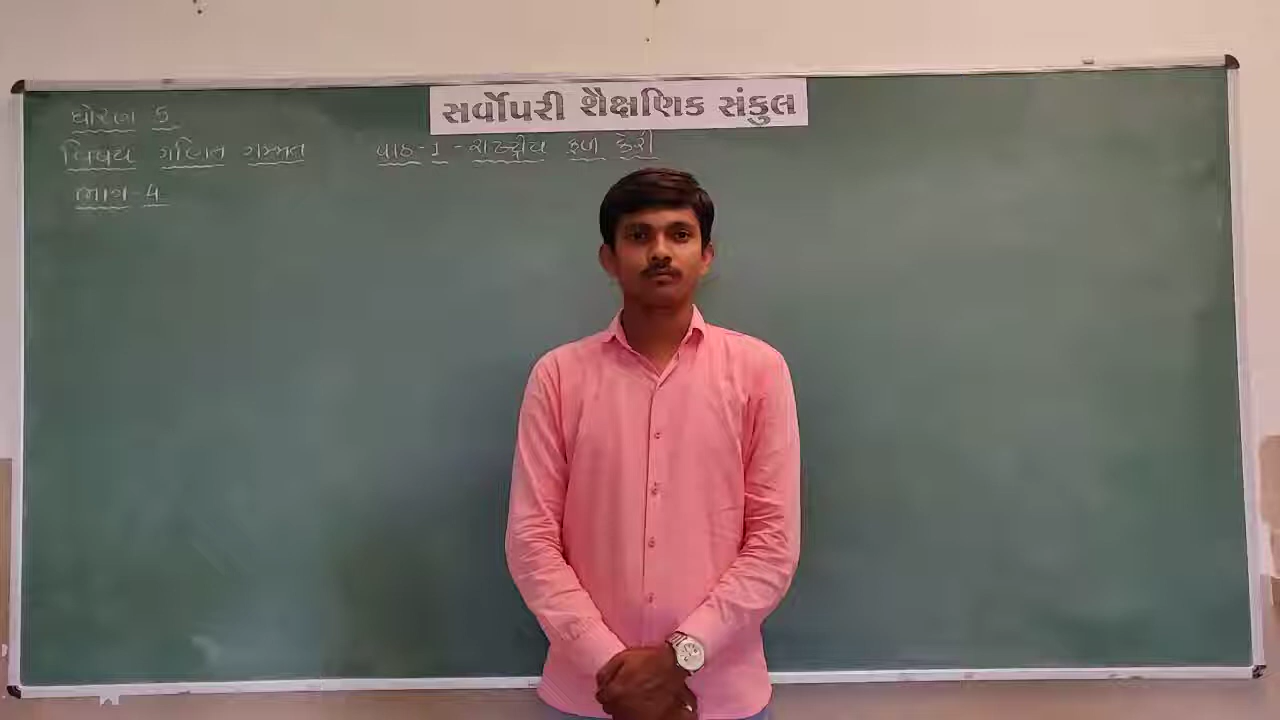 સર્વોપરી શૈક્ષણિક સંકુલ
ધોરણ 5
વિષય ગણિત ગમ્મત પાઠ-1 - રાષ્ટ્રીય ફળ કેરી
ભાગ-4